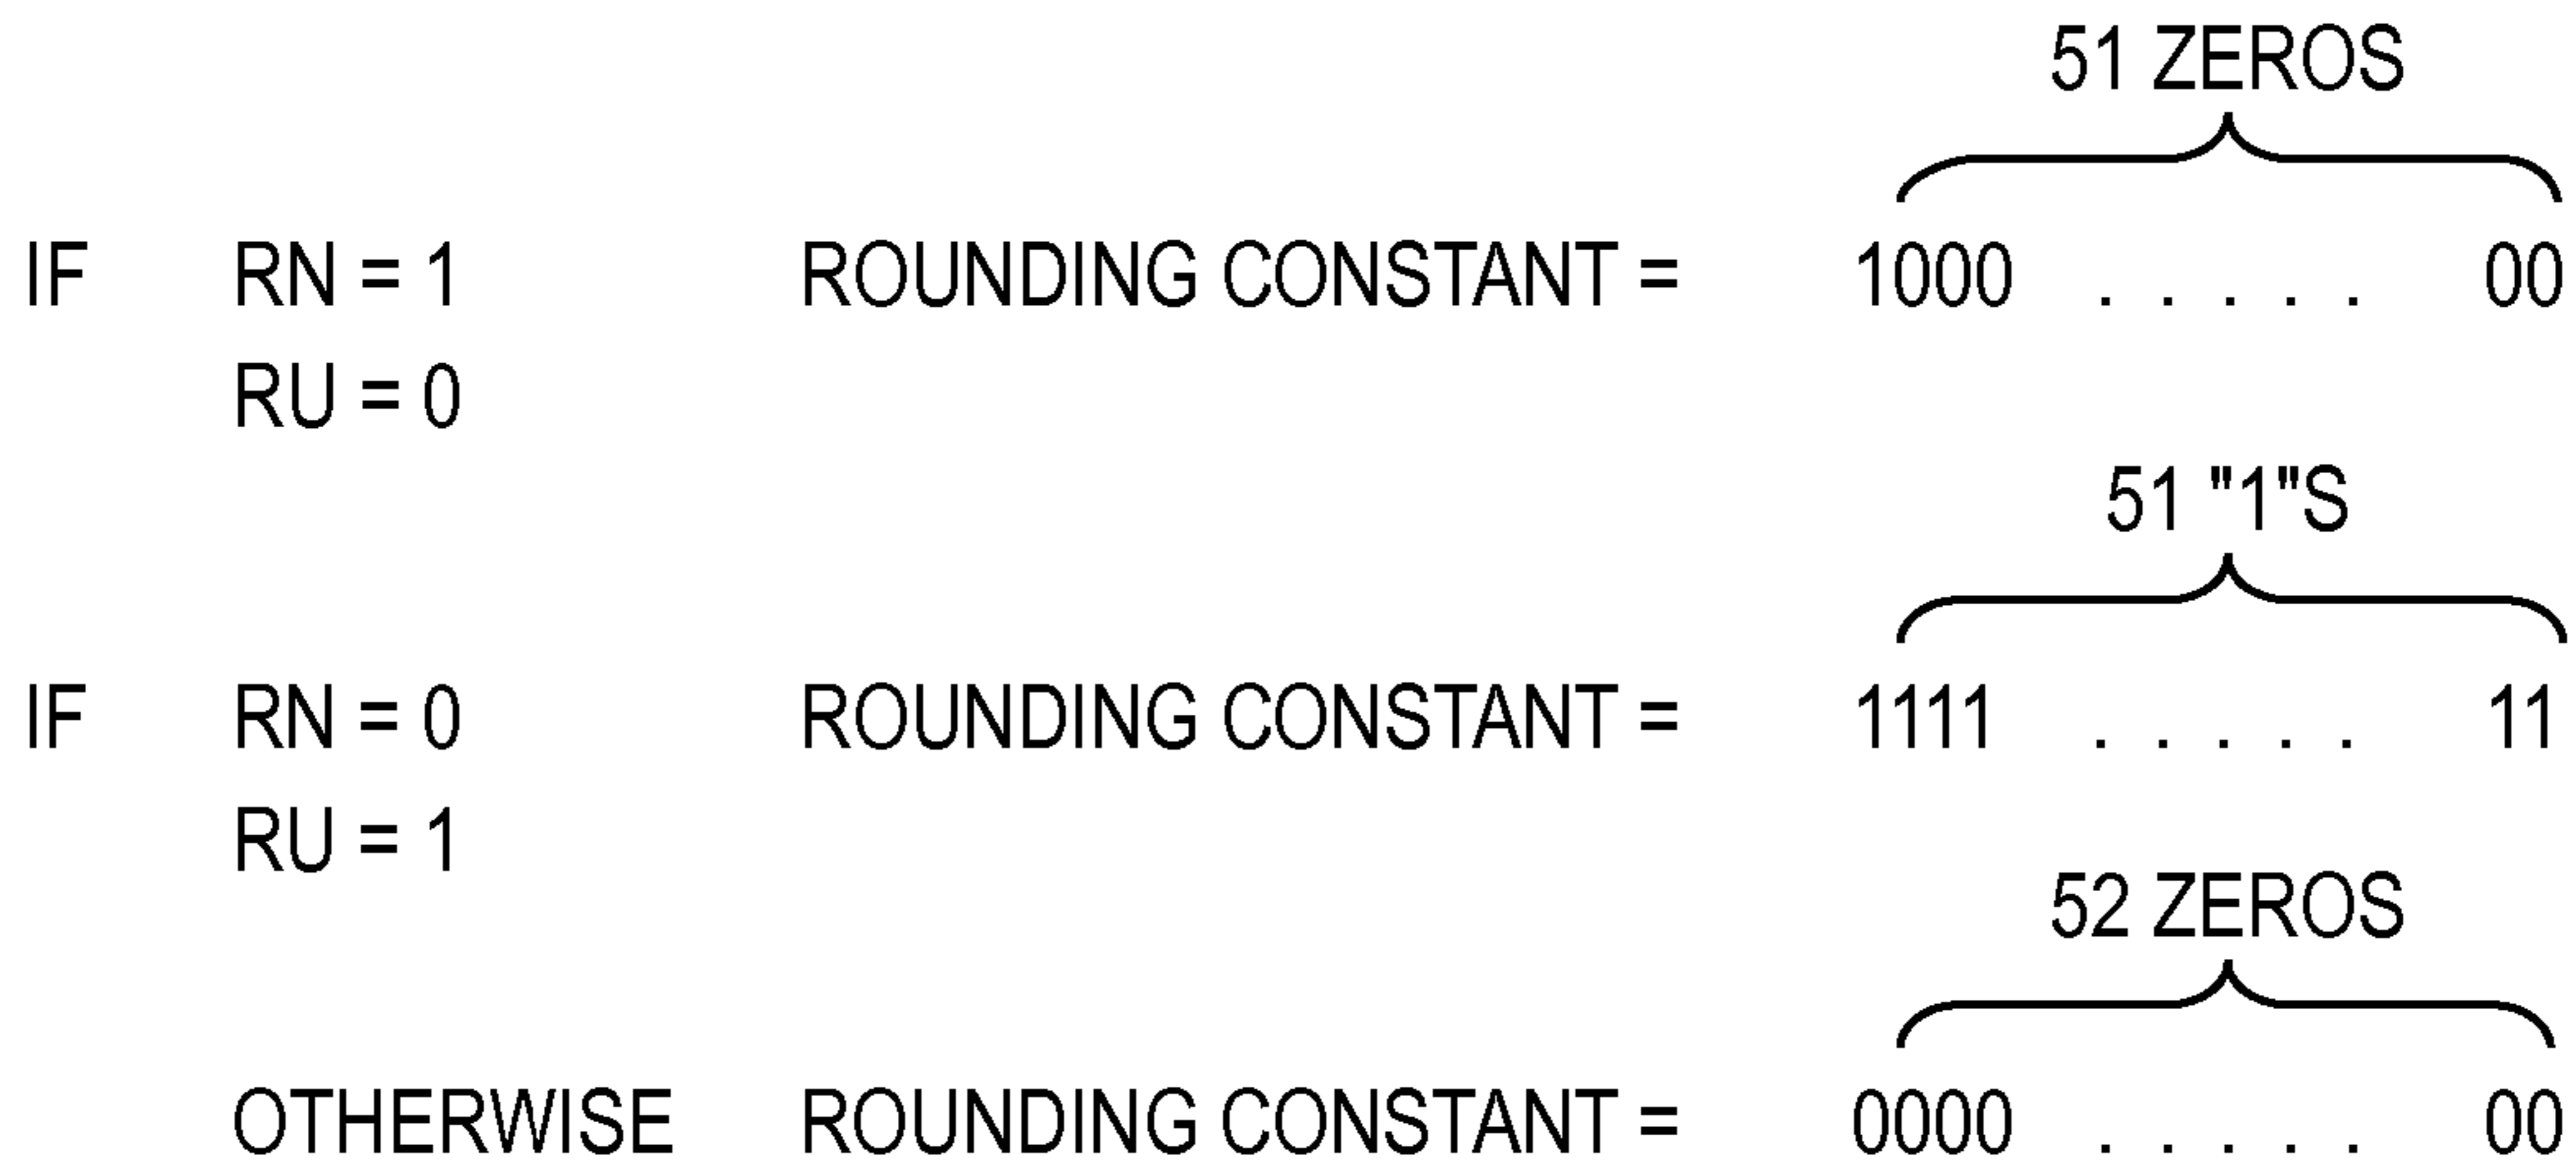 51 ZEROS
IF RN = 1 ROUNDING CONSTANT = 1000 . . . . . 00
RU = 0
51 "1"S
IF RN = 0 ROUNDING CONSTANT = 1111 . . . . . 11
RU = 1
52 ZEROS
OTHERWISE ROUNDING CONSTANT = 0000 . . . . . 00